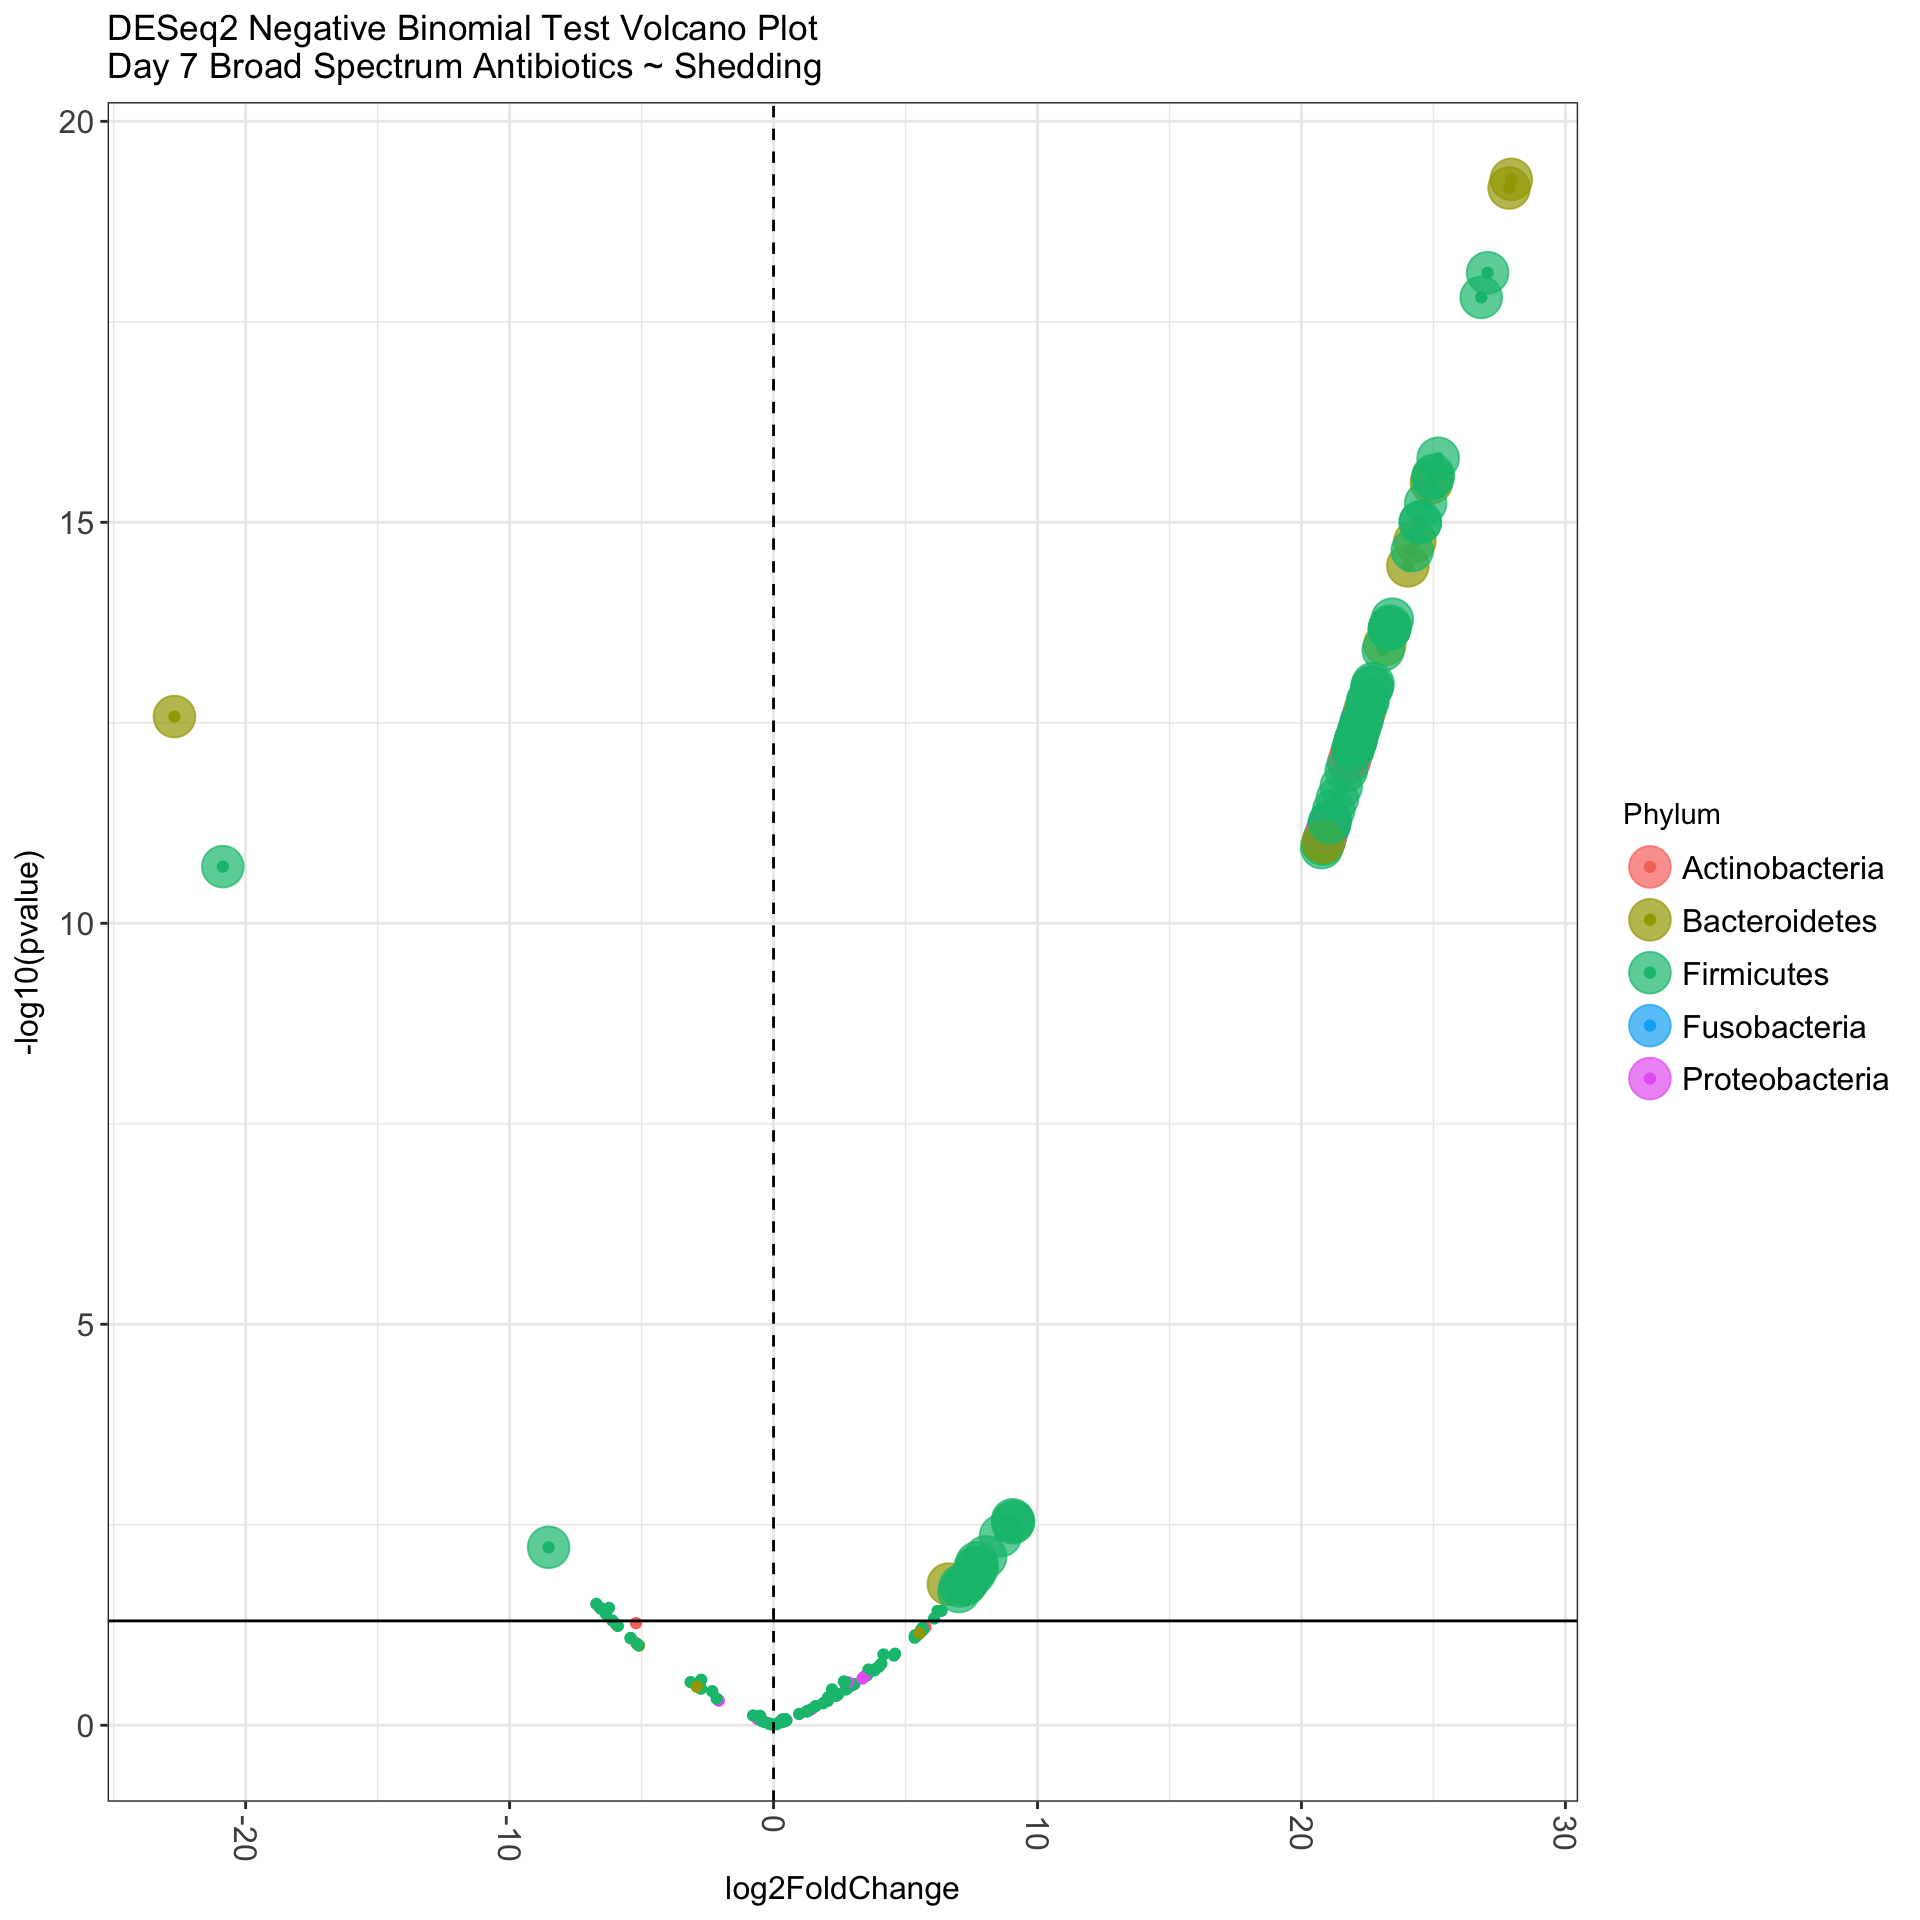 DESeq2 Negative Binomial Test Volcano Plot
Day 7 Broad Spectrum Antibiotics ~ Shedding
20
15
10
5
0
-log10(pvalue)
-20
-10
0
10
20
30
log2FoldChange
Phylum
Actinobacteria
Bacteroidetes
Firmicutes
Fusobacteria
Proteobacteria